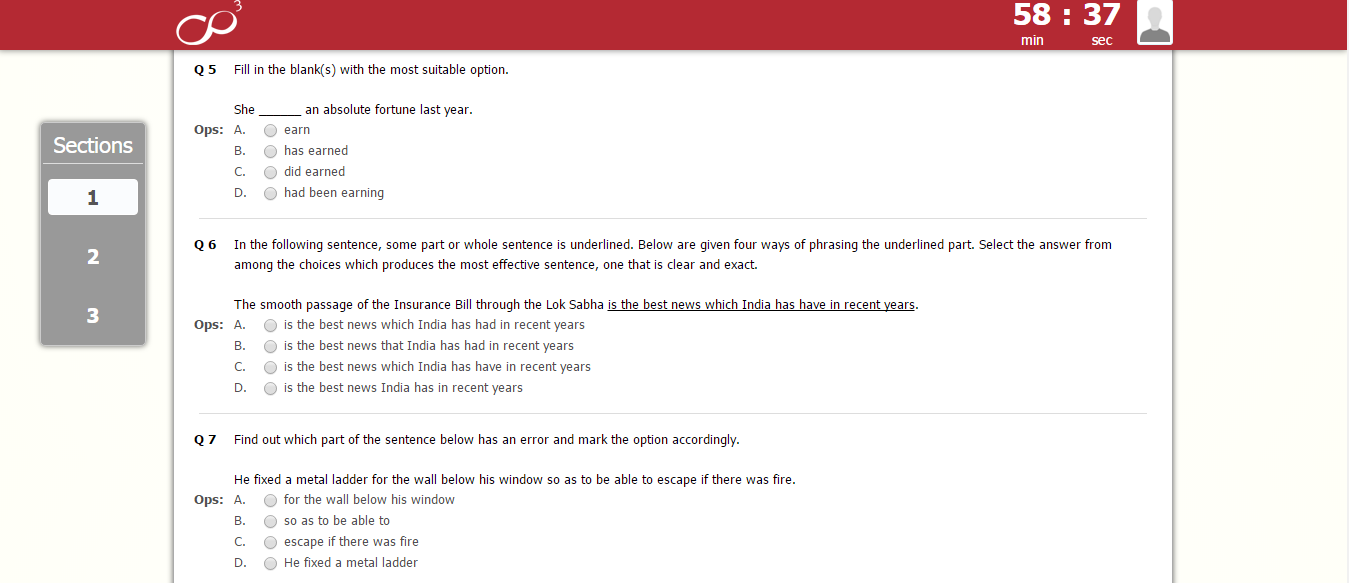 3
58 : 37
min sec
Sections
1
2
3
Q 5 Fill in the blank(s) with the most suitable option.
She ______ an absolute fortune last year.
Ops: A. earn
B. has earned
C. did earned
D. had been earning
Q 6 In the following sentence, some part or whole sentence is underlined. Below are given four ways of phrasing the underlined part. Select the answer from
among the choices which produces the most effective sentence, one that is clear and exact.
The smooth passage of the Insurance Bill through the Lok Sabha is the best news which India has have in recent years.
Ops: A. is the best news which India has had in recent years
B. is the best news that India has had in recent years
C. is the best news which India has have in recent years
D. is the best news India has in recent years
Q 7 Find out which part of the sentence below has an error and mark the option accordingly.
He fixed a metal ladder for the wall below his window so as to be able to escape if there was fire.
Ops: A. for the wall below his window
B. so as to be able to
C. escape if there was fire
D. He fixed a metal ladder